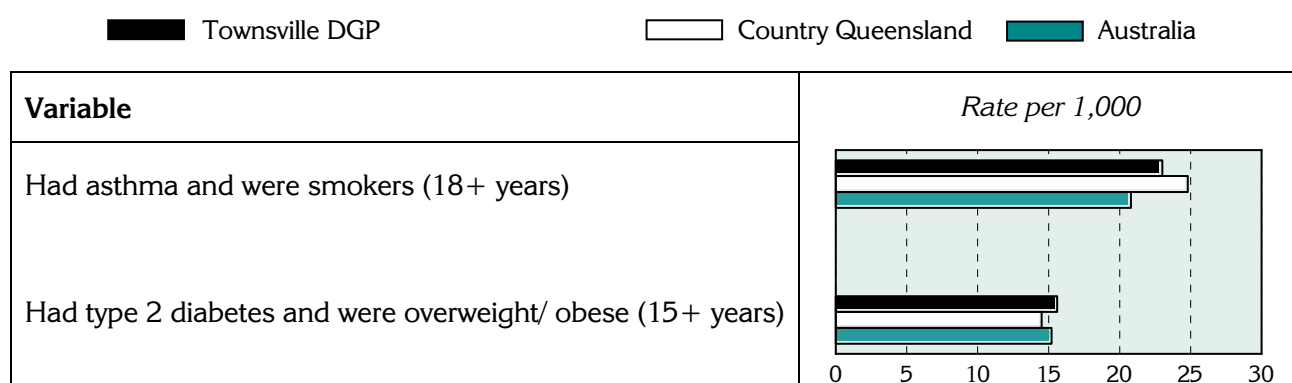 Townsville DGP Country Queensland Australia
Variable Rate per 1,000
Had asthma and were smokers (18+ years)
Had type 2 diabetes and were overweight/ obese (15+ years)
0 5 10 15 20 25 30